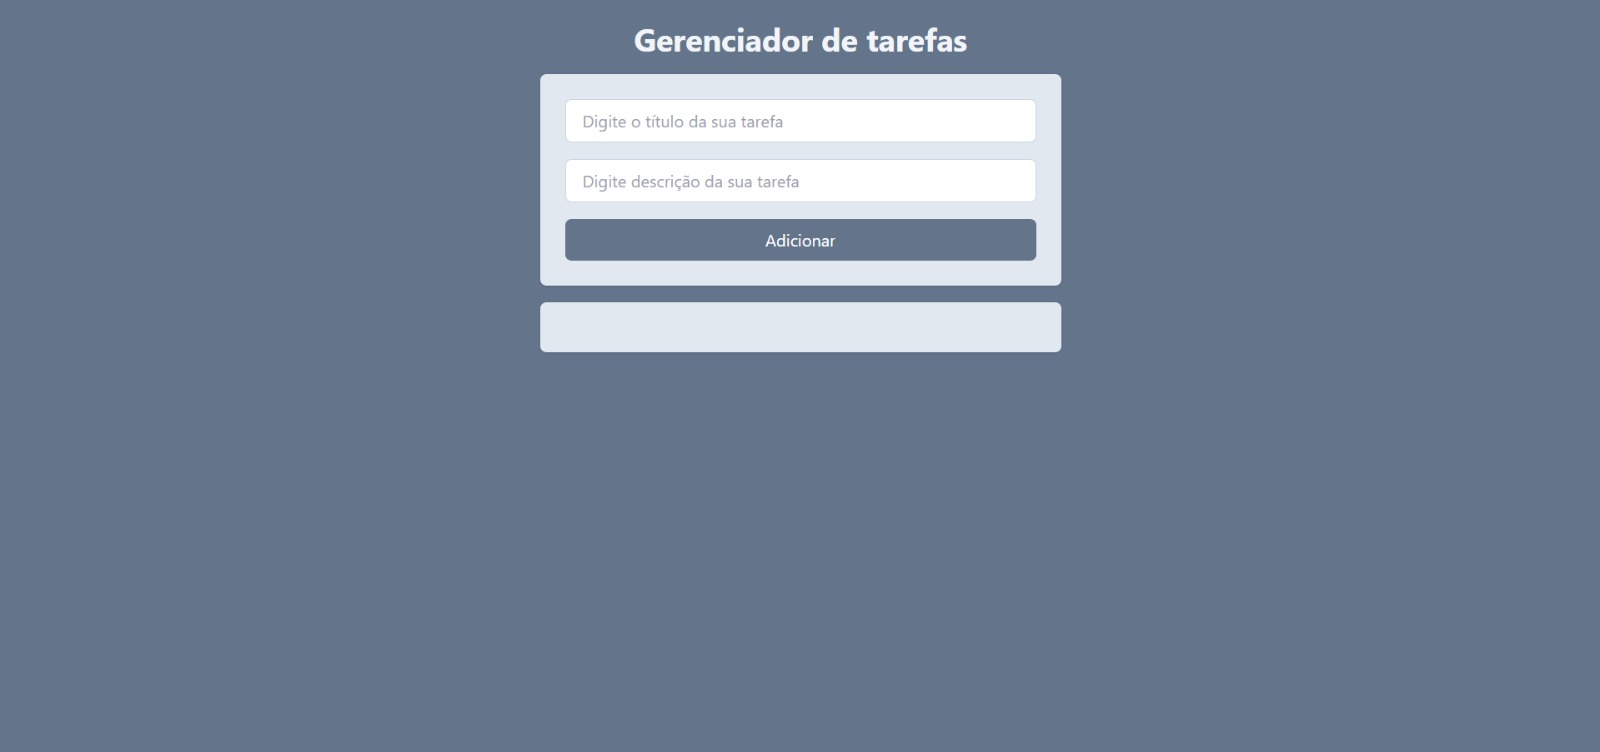 Gerenciador de tarefas
Digite o título da sua tarefa
Digite descrição da sua tarefa
Adicionar